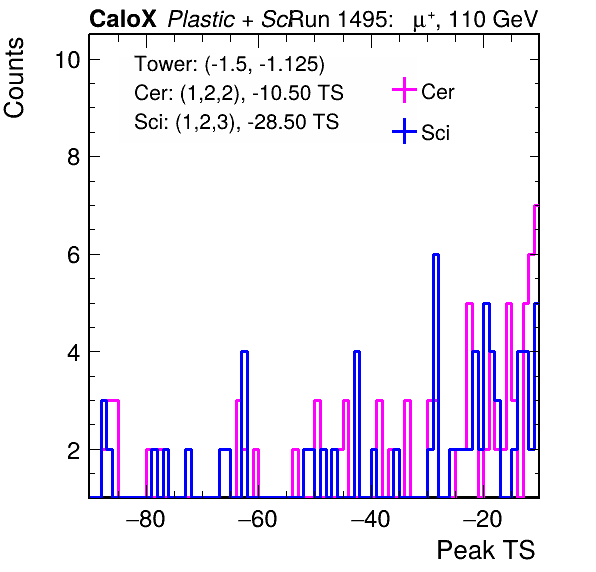 CaloX Plastic + Sci Run 1495: μ⁺, 110 GeV
Counts
Tower: (-1.5, -1.125)
Cer: (1,2,2), -10.50 TS
Sci: (1,2,3), -28.50 TS
Cer
Sci
10
8
6
4
2
−80 −60 −40 −20
Peak TS